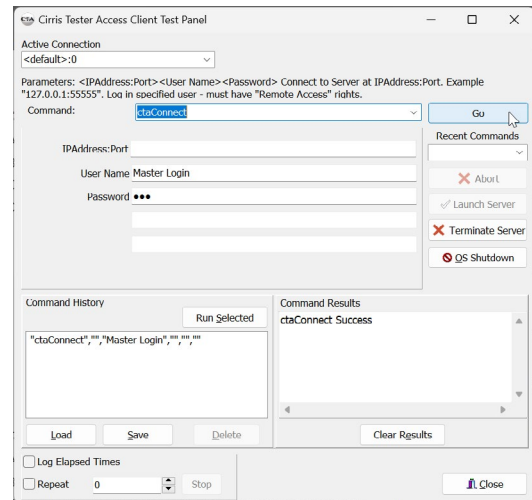 CTA Cirris Tester Access Client Test Panel
Active Connection
<default>:0
Parameters: <IPAddress:Port><User Name><Password> Connect to Server at IPAddress:Port. Example
"127.0.0.1:55555". Log in specified user - must have "Remote Access" rights.
Command: ctaConnect Go
Recent Commands
IPAddress:Port
User Name Master Login
Abort
Password ●●●
Launch Server
Terminate Server
QS Shutdown
Command History
Run Selected
"ctaConnect","","Master Login","","",""
Command Results
ctaConnect Success
Load Save Delete
Clear Results
Log Elapsed Times
Repeat 0 Stop
Close